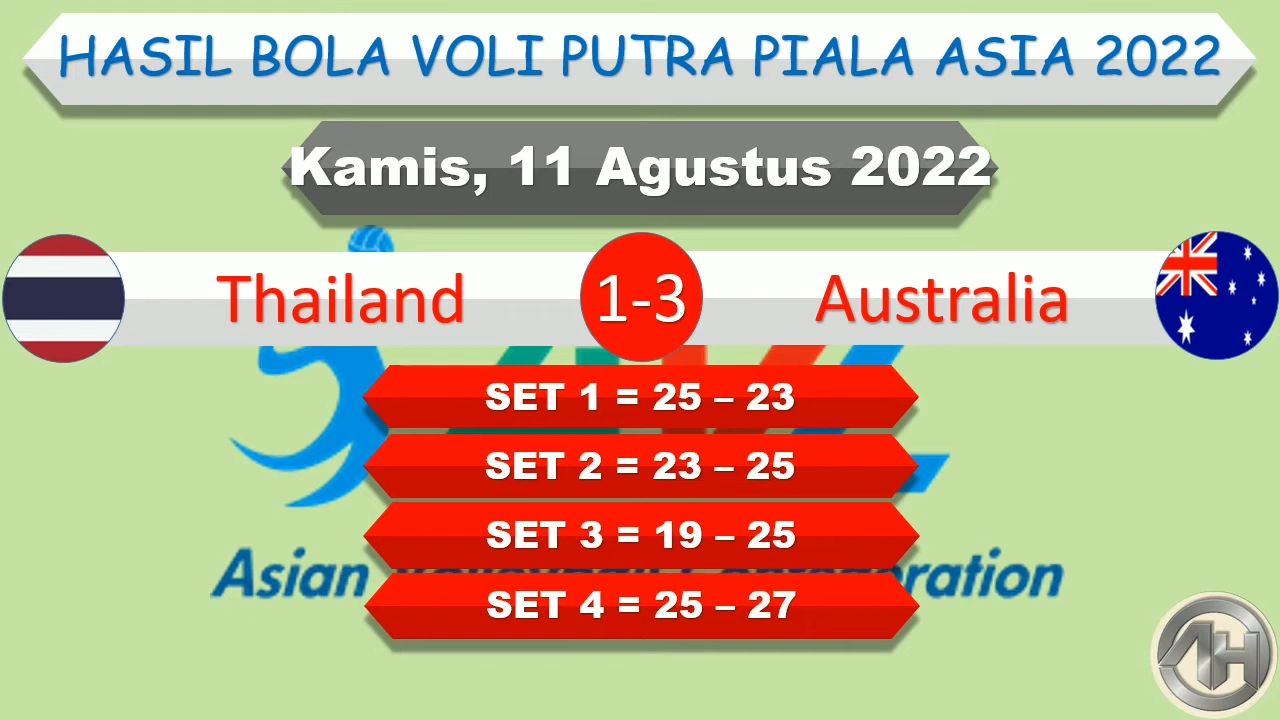 HASIL BOLA VOLI PUTRA PIALA ASIA 2022
Kamis, 11 Agustus 2022
Thailand 1-3 Australia
SET 1 = 25 – 23
SET 2 = 23 – 25
SET 3 = 19 – 25
SET 4 = 25 – 27
Asian
AH